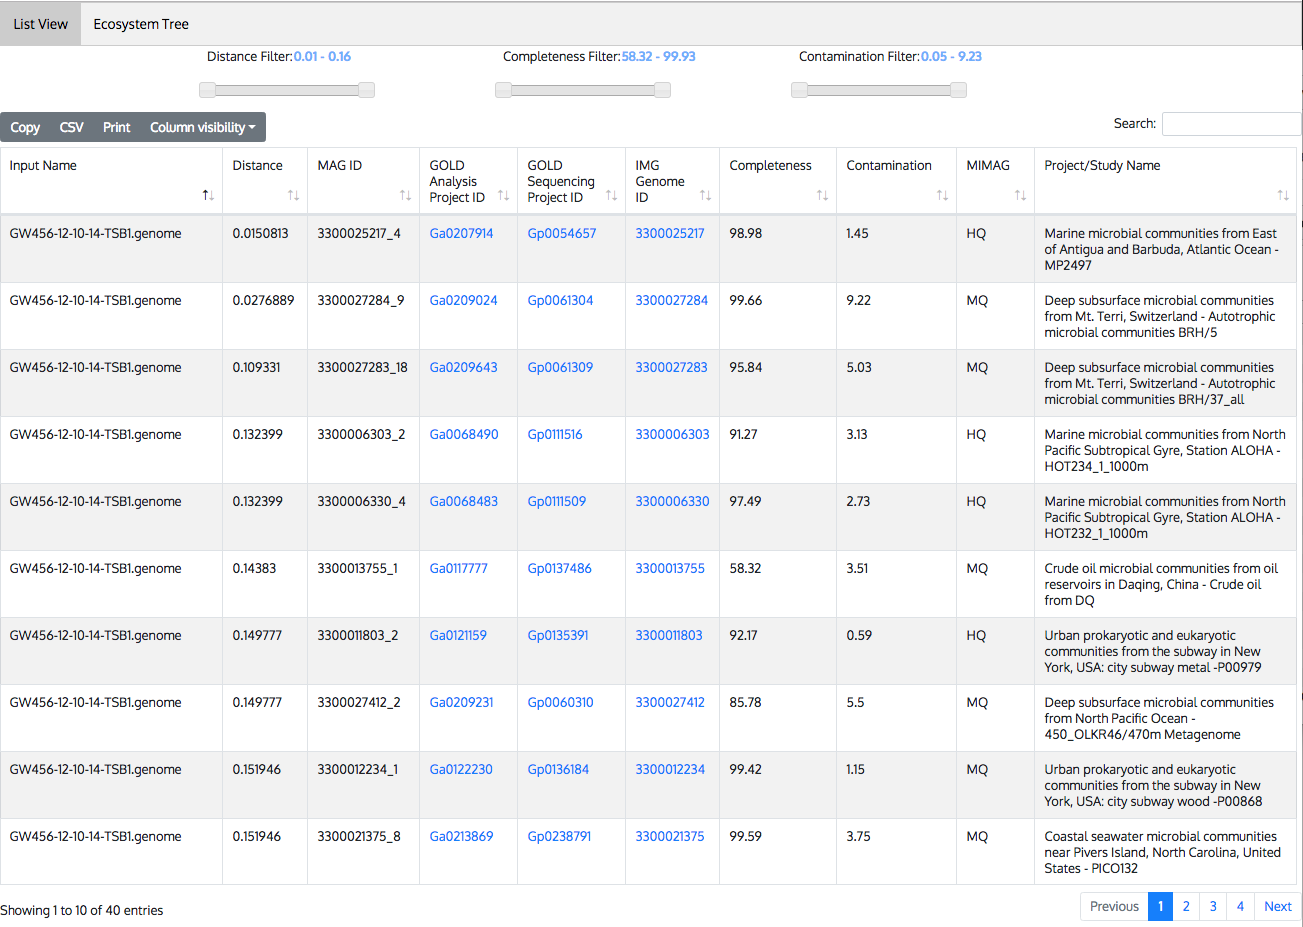 List View Ecosystem Tree
Distance Filter:0.01 - 0.16 Completeness Filter:58.32 - 99.93 Contamination Filter:0.05 - 9.23
Copy CSV Print Column visibility Search:
Input Name Distance MAG ID GOLD Analysis Project ID GOLD Sequencing Project ID IMG Genome ID Completeness Contamination MIMAG Project/Study Name
GW456-12-10-14-TSB1.genome 0.0150813 3300025217_4 Ga0207914 Gp0054657 3300025217 98.98 1.45 HQ Marine microbial communities from East
of Antigua and Barbuda, Atlantic Ocean -
MP2497
GW456-12-10-14-TSB1.genome 0.0276889 3300027284_9 Ga0209024 Gp0061304 3300027284 99.66 9.22 MQ Deep subsurface microbial communities
from Mt. Terri, Switzerland - Autotrophic
microbial communities BRH/5
GW456-12-10-14-TSB1.genome 0.109331 3300027283_18 Ga0209643 Gp0061309 3300027283 95.84 5.03 MQ Deep subsurface microbial communities
from Mt. Terri, Switzerland - Autotrophic
microbial communities BRH/37_all
GW456-12-10-14-TSB1.genome 0.132399 3300006303_2 Ga0068490 Gp0111516 3300006303 91.27 3.13 HQ Marine microbial communities from North
Pacific Subtropical Gyre, Station ALOHA -
HOT234_1_1000m
GW456-12-10-14-TSB1.genome 0.132399 3300006330_4 Ga0068483 Gp0111509 3300006330 97.49 2.73 HQ Marine microbial communities from North
Pacific Subtropical Gyre, Station ALOHA -
HOT232_1_1000m
GW456-12-10-14-TSB1.genome 0.14383 3300013755_1 Ga0117777 Gp0137486 3300013755 58.32 3.51 MQ Crude oil microbial communities from oil
reservoirs in Daqing, China - Crude oil
from DQ
GW456-12-10-14-TSB1.genome 0.149777 3300011803_2 Ga0121159 Gp0135391 3300011803 92.17 0.59 HQ Urban prokaryotic and eukaryotic
communities from the subway in New
York, USA: city subway metal -P00979
GW456-12-10-14-TSB1.genome 0.149777 3300027412_2 Ga0209231 Gp0060310 3300027412 85.78 5.5 MQ Deep subsurface microbial communities
from North Pacific Ocean -
450_OLKR46/470m Metagenome
GW456-12-10-14-TSB1.genome 0.151946 3300012234_1 Ga0122230 Gp0136184 3300012234 99.42 1.15 MQ Urban prokaryotic and eukaryotic
communities from the subway in New
York, USA: city subway wood -P00868
GW456-12-10-14-TSB1.genome 0.151946 3300021375_8 Ga0213869 Gp0238791 3300021375 99.59 3.75 MQ Coastal seawater microbial communities
near Pivers Island, North Carolina, United
States - PICO132
Showing 1 to 10 of 40 entries Previous 1 2 3 4 Next